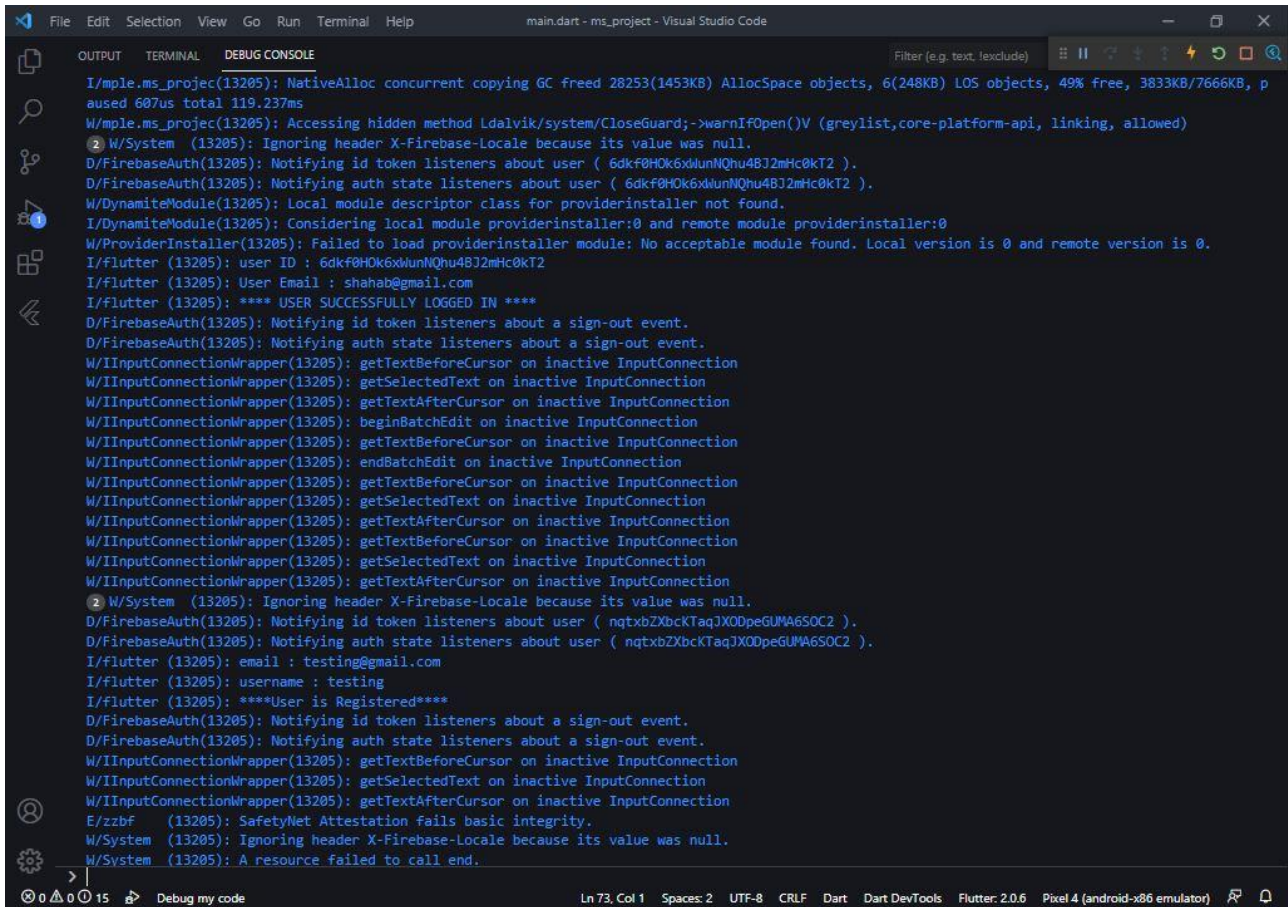 File Edit Selection View Go Run Terminal Help main.dart - ms_project - Visual Studio Code
OUTPUT TERMINAL DEBUG CONSOLE Filter (e.g. text, !exclude)
I/mple.ms_projec(13205): NativeAlloc concurrent copying GC freed 28253(1453KB) AllocSpace objects, 6(248KB) LOS objects, 49% free, 3833KB/7666KB, p
aused 607us total 119.237ms
W/mple.ms_projec(13205): Accessing hidden method Ldalvik/system/CloseGuard;->warnIfOpen()V (greylist,core-platform-api, linking, allowed)
2 W/System (13205): Ignoring header X-Firebase-Locale because its value was null.
D/FirebaseAuth(13205): Notifying id token listeners about user ( 6dkf0HOk6xWunNQhu4BJ2mHc0kT2 ).
D/FirebaseAuth(13205): Notifying auth state listeners about user ( 6dkf0HOk6xWunNQhu4BJ2mHc0kT2 ).
W/DynamiteModule(13205): Local module descriptor class for providerinstaller not found.
I/DynamiteModule(13205): Considering local module providerinstaller:0 and remote module providerinstaller:0
W/ProviderInstaller(13205): Failed to load providerinstaller module: No acceptable module found. Local version is 0 and remote version is 0.
I/flutter (13205): user ID : 6dkf0HOk6xWunNQhu4BJ2mHc0kT2
I/flutter (13205): User Email : shahab@gmail.com
I/flutter (13205): **** USER SUCCESSFULLY LOGGED IN ****
D/FirebaseAuth(13205): Notifying id token listeners about a sign-out event.
D/FirebaseAuth(13205): Notifying auth state listeners about a sign-out event.
W/IInputConnectionWrapper(13205): getTextBeforeCursor on inactive InputConnection
W/IInputConnectionWrapper(13205): getSelectedText on inactive InputConnection
W/IInputConnectionWrapper(13205): getTextAfterCursor on inactive InputConnection
W/IInputConnectionWrapper(13205): beginBatchEdit on inactive InputConnection
W/IInputConnectionWrapper(13205): getTextBeforeCursor on inactive InputConnection
W/IInputConnectionWrapper(13205): endBatchEdit on inactive InputConnection
W/IInputConnectionWrapper(13205): getTextBeforeCursor on inactive InputConnection
W/IInputConnectionWrapper(13205): getSelectedText on inactive InputConnection
W/IInputConnectionWrapper(13205): getTextAfterCursor on inactive InputConnection
W/IInputConnectionWrapper(13205): getTextBeforeCursor on inactive InputConnection
W/IInputConnectionWrapper(13205): getSelectedText on inactive InputConnection
W/IInputConnectionWrapper(13205): getTextAfterCursor on inactive InputConnection
2 W/System (13205): Ignoring header X-Firebase-Locale because its value was null.
D/FirebaseAuth(13205): Notifying id token listeners about user ( nqtxbZXbcKTaqJXODpeGUMA6SOC2 ).
D/FirebaseAuth(13205): Notifying auth state listeners about user ( nqtxbZXbcKTaqJXODpeGUMA6SOC2 ).
I/flutter (13205): email : testing@gmail.com
I/flutter (13205): username : testing
I/flutter (13205): ****User is Registered****
D/FirebaseAuth(13205): Notifying id token listeners about a sign-out event.
D/FirebaseAuth(13205): Notifying auth state listeners about a sign-out event.
W/IInputConnectionWrapper(13205): getTextBeforeCursor on inactive InputConnection
W/IInputConnectionWrapper(13205): getSelectedText on inactive InputConnection
W/IInputConnectionWrapper(13205): getTextAfterCursor on inactive InputConnection
E/zzbf (13205): SafetyNet Attestation fails basic integrity.
W/System (13205): Ignoring header X-Firebase-Locale because its value was null.
W/System (13205): A resource failed to call end.
1
>
0 0 15 Debug my code Ln 73, Col 1 Spaces: 2 UTF-8 CRLF Dart Dart DevTools Flutter: 2.0.6 Pixel 4 (android-x86 emulator)